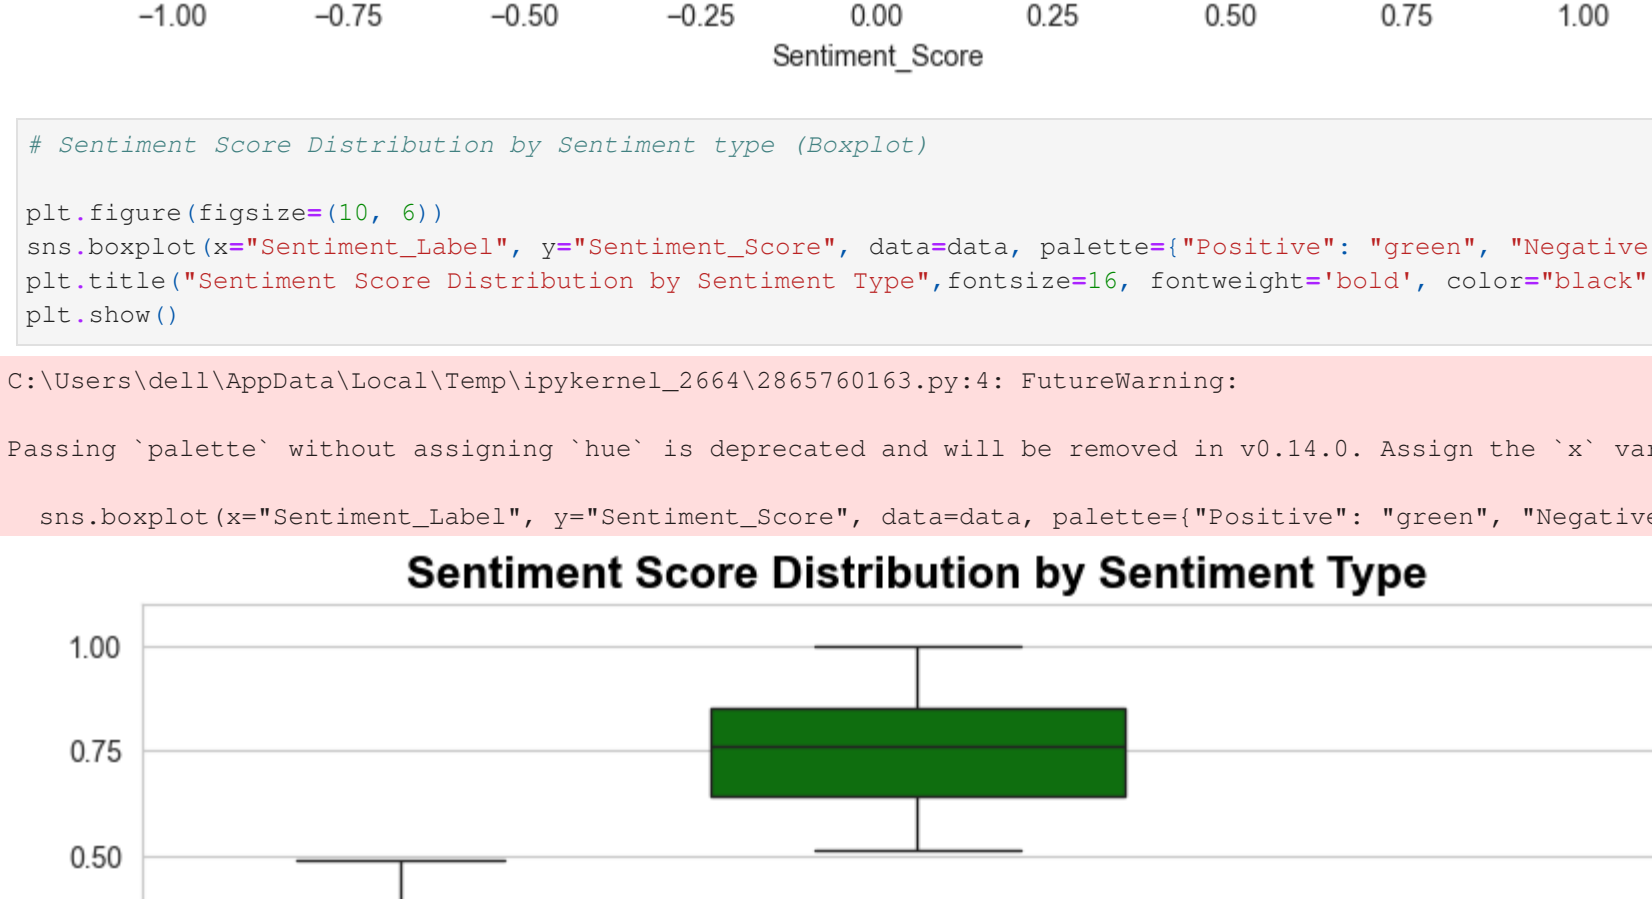 −1.00 −0.75 −0.50 −0.25 0.00 0.25 0.50 0.75 1.00
Sentiment_Score
# Sentiment Score Distribution by Sentiment type (Boxplot)
plt.figure(figsize=(10, 6))
sns.boxplot(x="Sentiment_Label", y="Sentiment_Score", data=data, palette={"Positive": "green", "Negative
plt.title("Sentiment Score Distribution by Sentiment Type",fontsize=16, fontweight='bold', color="black"
plt.show()
C:\Users\dell\AppData\Local\Temp\ipykernel_2664\2865760163.py:4: FutureWarning:
Passing `palette` without assigning `hue` is deprecated and will be removed in v0.14.0. Assign the `x` var
sns.boxplot(x="Sentiment_Label", y="Sentiment_Score", data=data, palette={"Positive": "green", "Negative
Sentiment Score Distribution by Sentiment Type
1.00
0.75
0.50